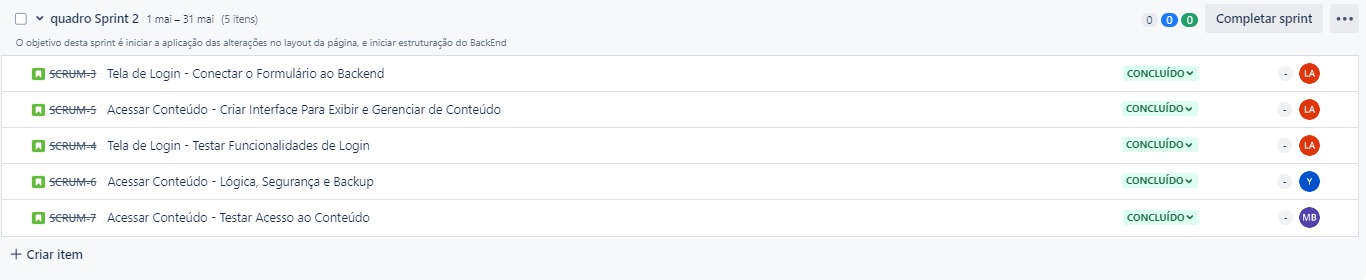 quadro Sprint 2 1 mai – 31 mai (5 itens) 0 0 0 Completar sprint
O objetivo desta sprint é iniciar a aplicação das alterações no layout da página, e iniciar estruturação do BackEnd
SCRUM-3 Tela de Login - Conectar o Formulário ao Backend CONCLUÍDO - LA
SCRUM-5 Acessar Conteúdo - Criar Interface Para Exibir e Gerenciar de Conteúdo CONCLUÍDO - LA
SCRUM-4 Tela de Login - Testar Funcionalidades de Login CONCLUÍDO - LA
SCRUM-6 Acessar Conteúdo - Lógica, Segurança e Backup CONCLUÍDO - Y
SCRUM-7 Acessar Conteúdo - Testar Acesso ao Conteúdo CONCLUÍDO - MB
+ Criar item